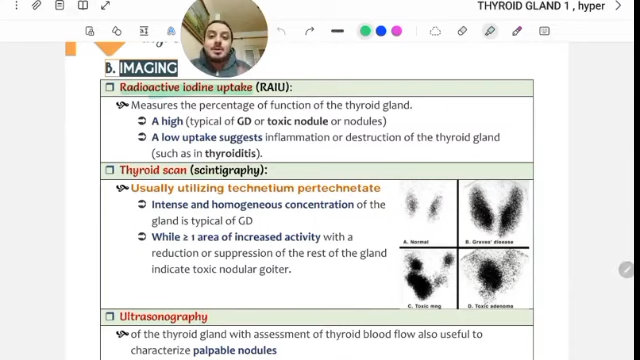 THYROID GLAND 1 , hyper
B. IMAGING
Radioactive iodine uptake (RAIU):
Measures the percentage of function of the thyroid gland.
A high (typical of GD or toxic nodule or nodules)
A low uptake suggests inflammation or destruction of the thyroid gland
(such as in thyroiditis).
Thyroid scan (scintigraphy):
Usually utilizing technetium pertechnetate
Intense and homogeneous concentration of the
gland is typical of GD
While ≥ 1 area of increased activity with a
reduction or suppression of the rest of the gland
indicate toxic nodular goiter.
A. Normal
B. Graves' disease
C. Toxic mng
D. Toxic adenoma
Ultrasonography
of the thyroid gland with assessment of thyroid blood flow also useful to
characterize palpable nodules